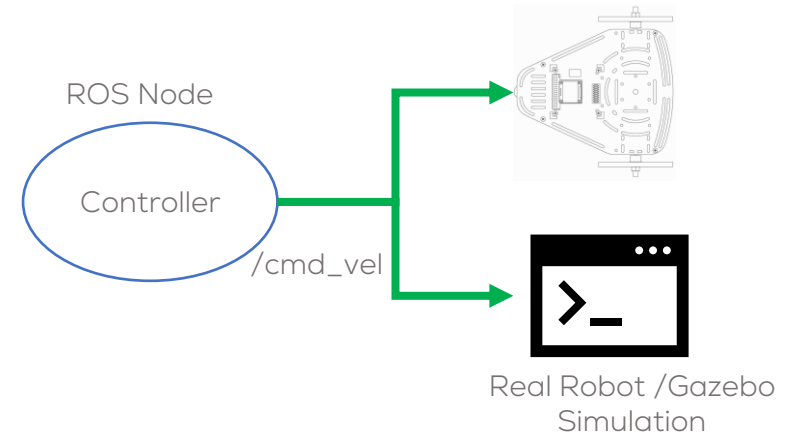 ROS Node
Controller
/cmd_vel
>_
Real Robot /Gazebo
Simulation